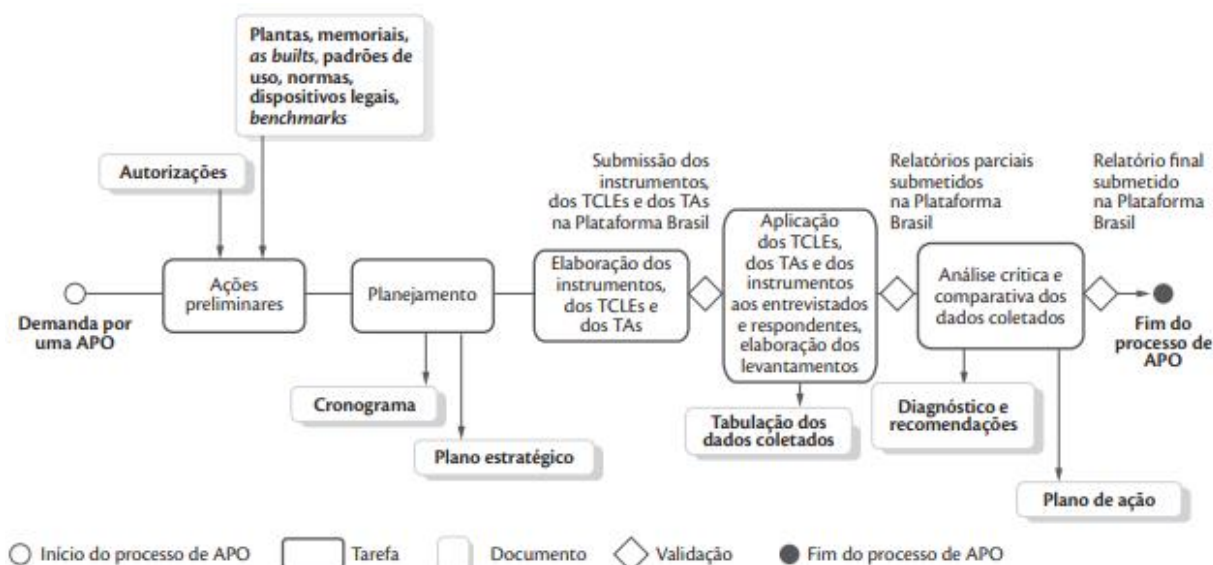 Plantas, memoriais,
as builts, padrões de
uso, normas,
dispositivos legais,
benchmarks
Autorizações
Demanda por
uma APO
Ações
preliminares
Planejamento
Cronograma
Plano estratégico
Submissão dos
instrumentos,
dos TCLEs e dos TAs
na Plataforma Brasil
Elaboração dos
instrumentos,
dos TCLEs e
dos TAs
Aplicação
dos TCLEs,
dos TAs e dos
instrumentos
aos entrevistados
e respondentes,
elaboração dos
levantamentos
Tabulação dos
dados coletados
Relatórios parciais
submetidos
na Plataforma
Brasil
Análise crítica e
comparativa dos
dados coletados
Diagnóstico e
recomendações
Plano de ação
Relatório final
submetido
na Plataforma
Brasil
Fim do
processo de
APO
Início do processo de APO
Tarefa
Documento
Validação
Fim do processo de APO